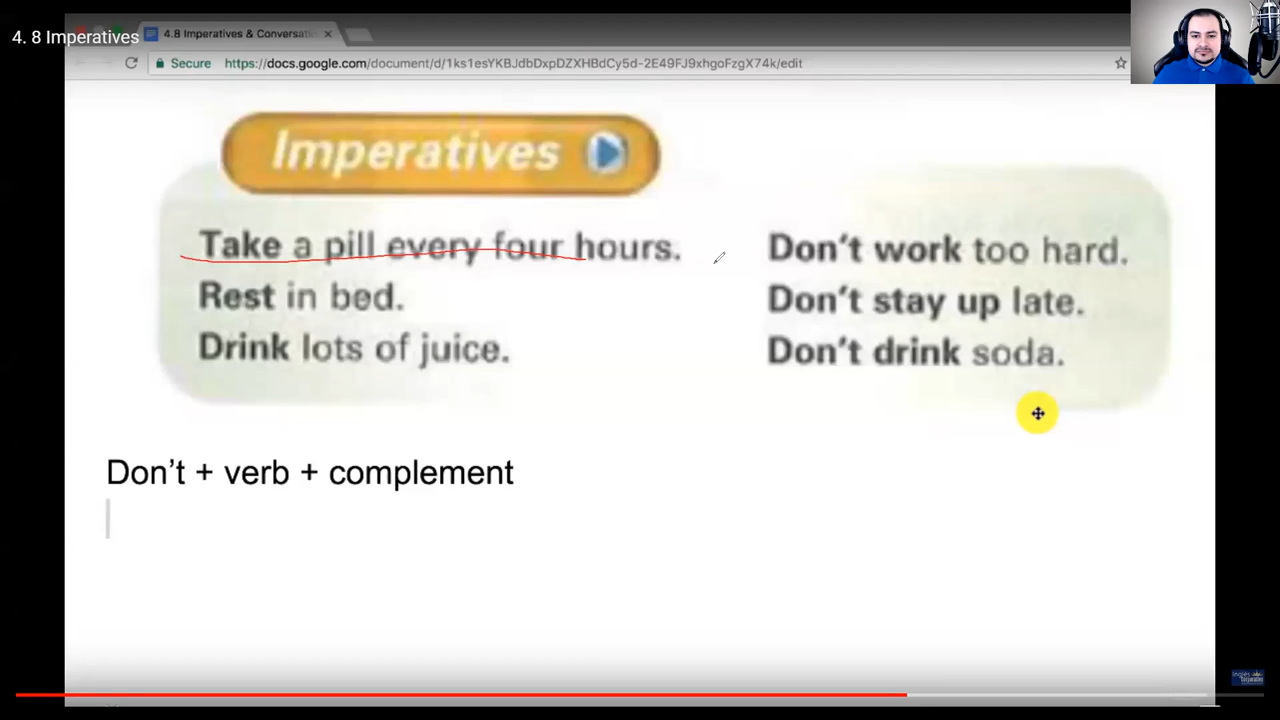 4. 8 Imperatives
4.8 Imperatives & Conversati
Secure https://docs.google.com/document/d/1ks1esYKBJdbDxpDZXHBdCy5d-2E49FJ9xhgoFzgX74k/edit
Imperatives
Take a pill every four hours.
Rest in bed.
Drink lots of juice.
Don't work too hard.
Don't stay up late.
Don't drink soda.
Don't + verb + complement
Inglés
Corporativo